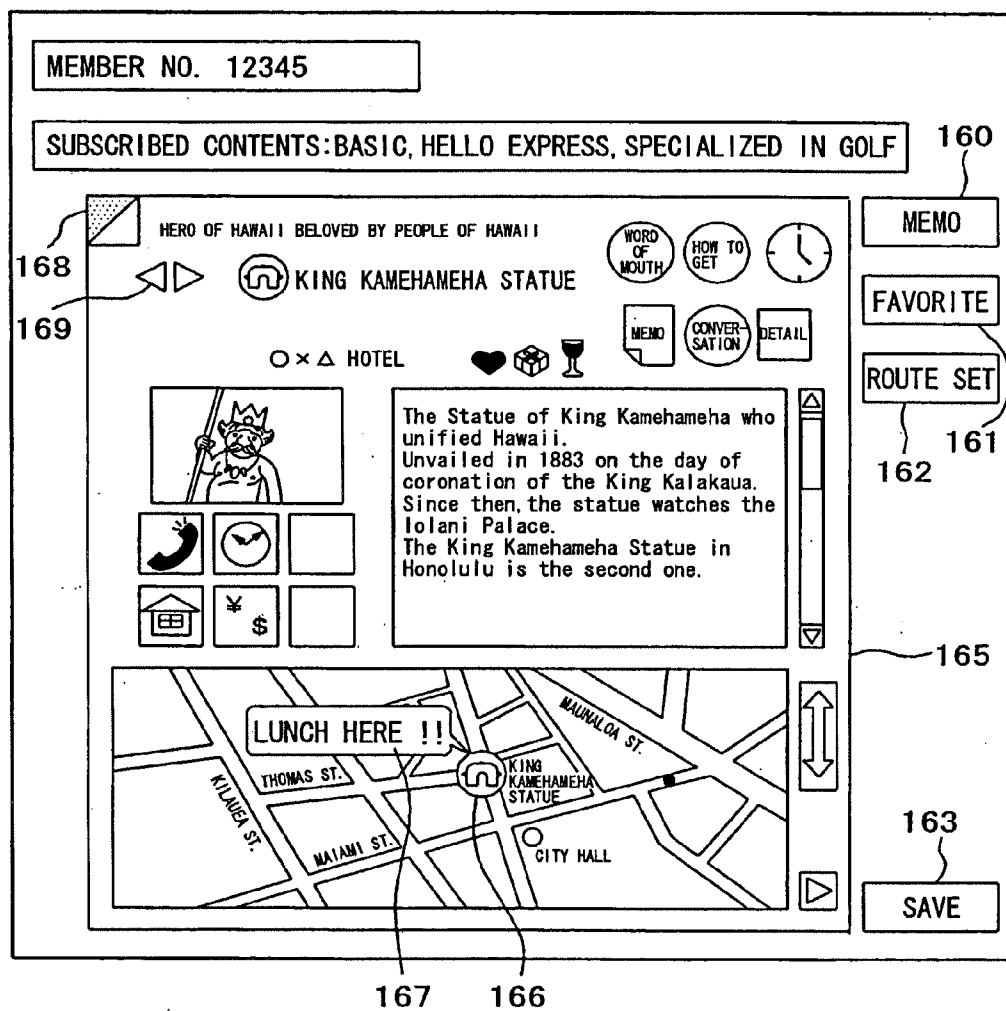 MEMBER NO. 12345
SUBSCRIBED CONTENTS:BASIC, HELLO EXPRESS, SPECIALIZED IN GOLF
160
MEMO
168
HERO OF HAWAII BELOVED BY PEOPLE OF HAWAII
WORD
OF
MOUTH
HOW TO
GET
169
KING KAMEHAMEHA STATUE
FAVORITE
MEMO
CONVER-
SATION
DETAIL
○×△ HOTEL
ROUTE SET
161
162
The Statue of King Kamehameha who
unified Hawaii.
Unvailed in 1883 on the day of
coronation of the King Kalakaua.
Since then, the statue watches the
Iolani Palace.
The King Kamehameha Statue in
Honolulu is the second one.
¥
$
165
LUNCH HERE !!
MAUNALOA ST.
THOMAS ST.
KING
KAMEHAMEHA
STATUE
KILAUEA ST.
MAIAMI ST.
CITY HALL
163
SAVE
167
166